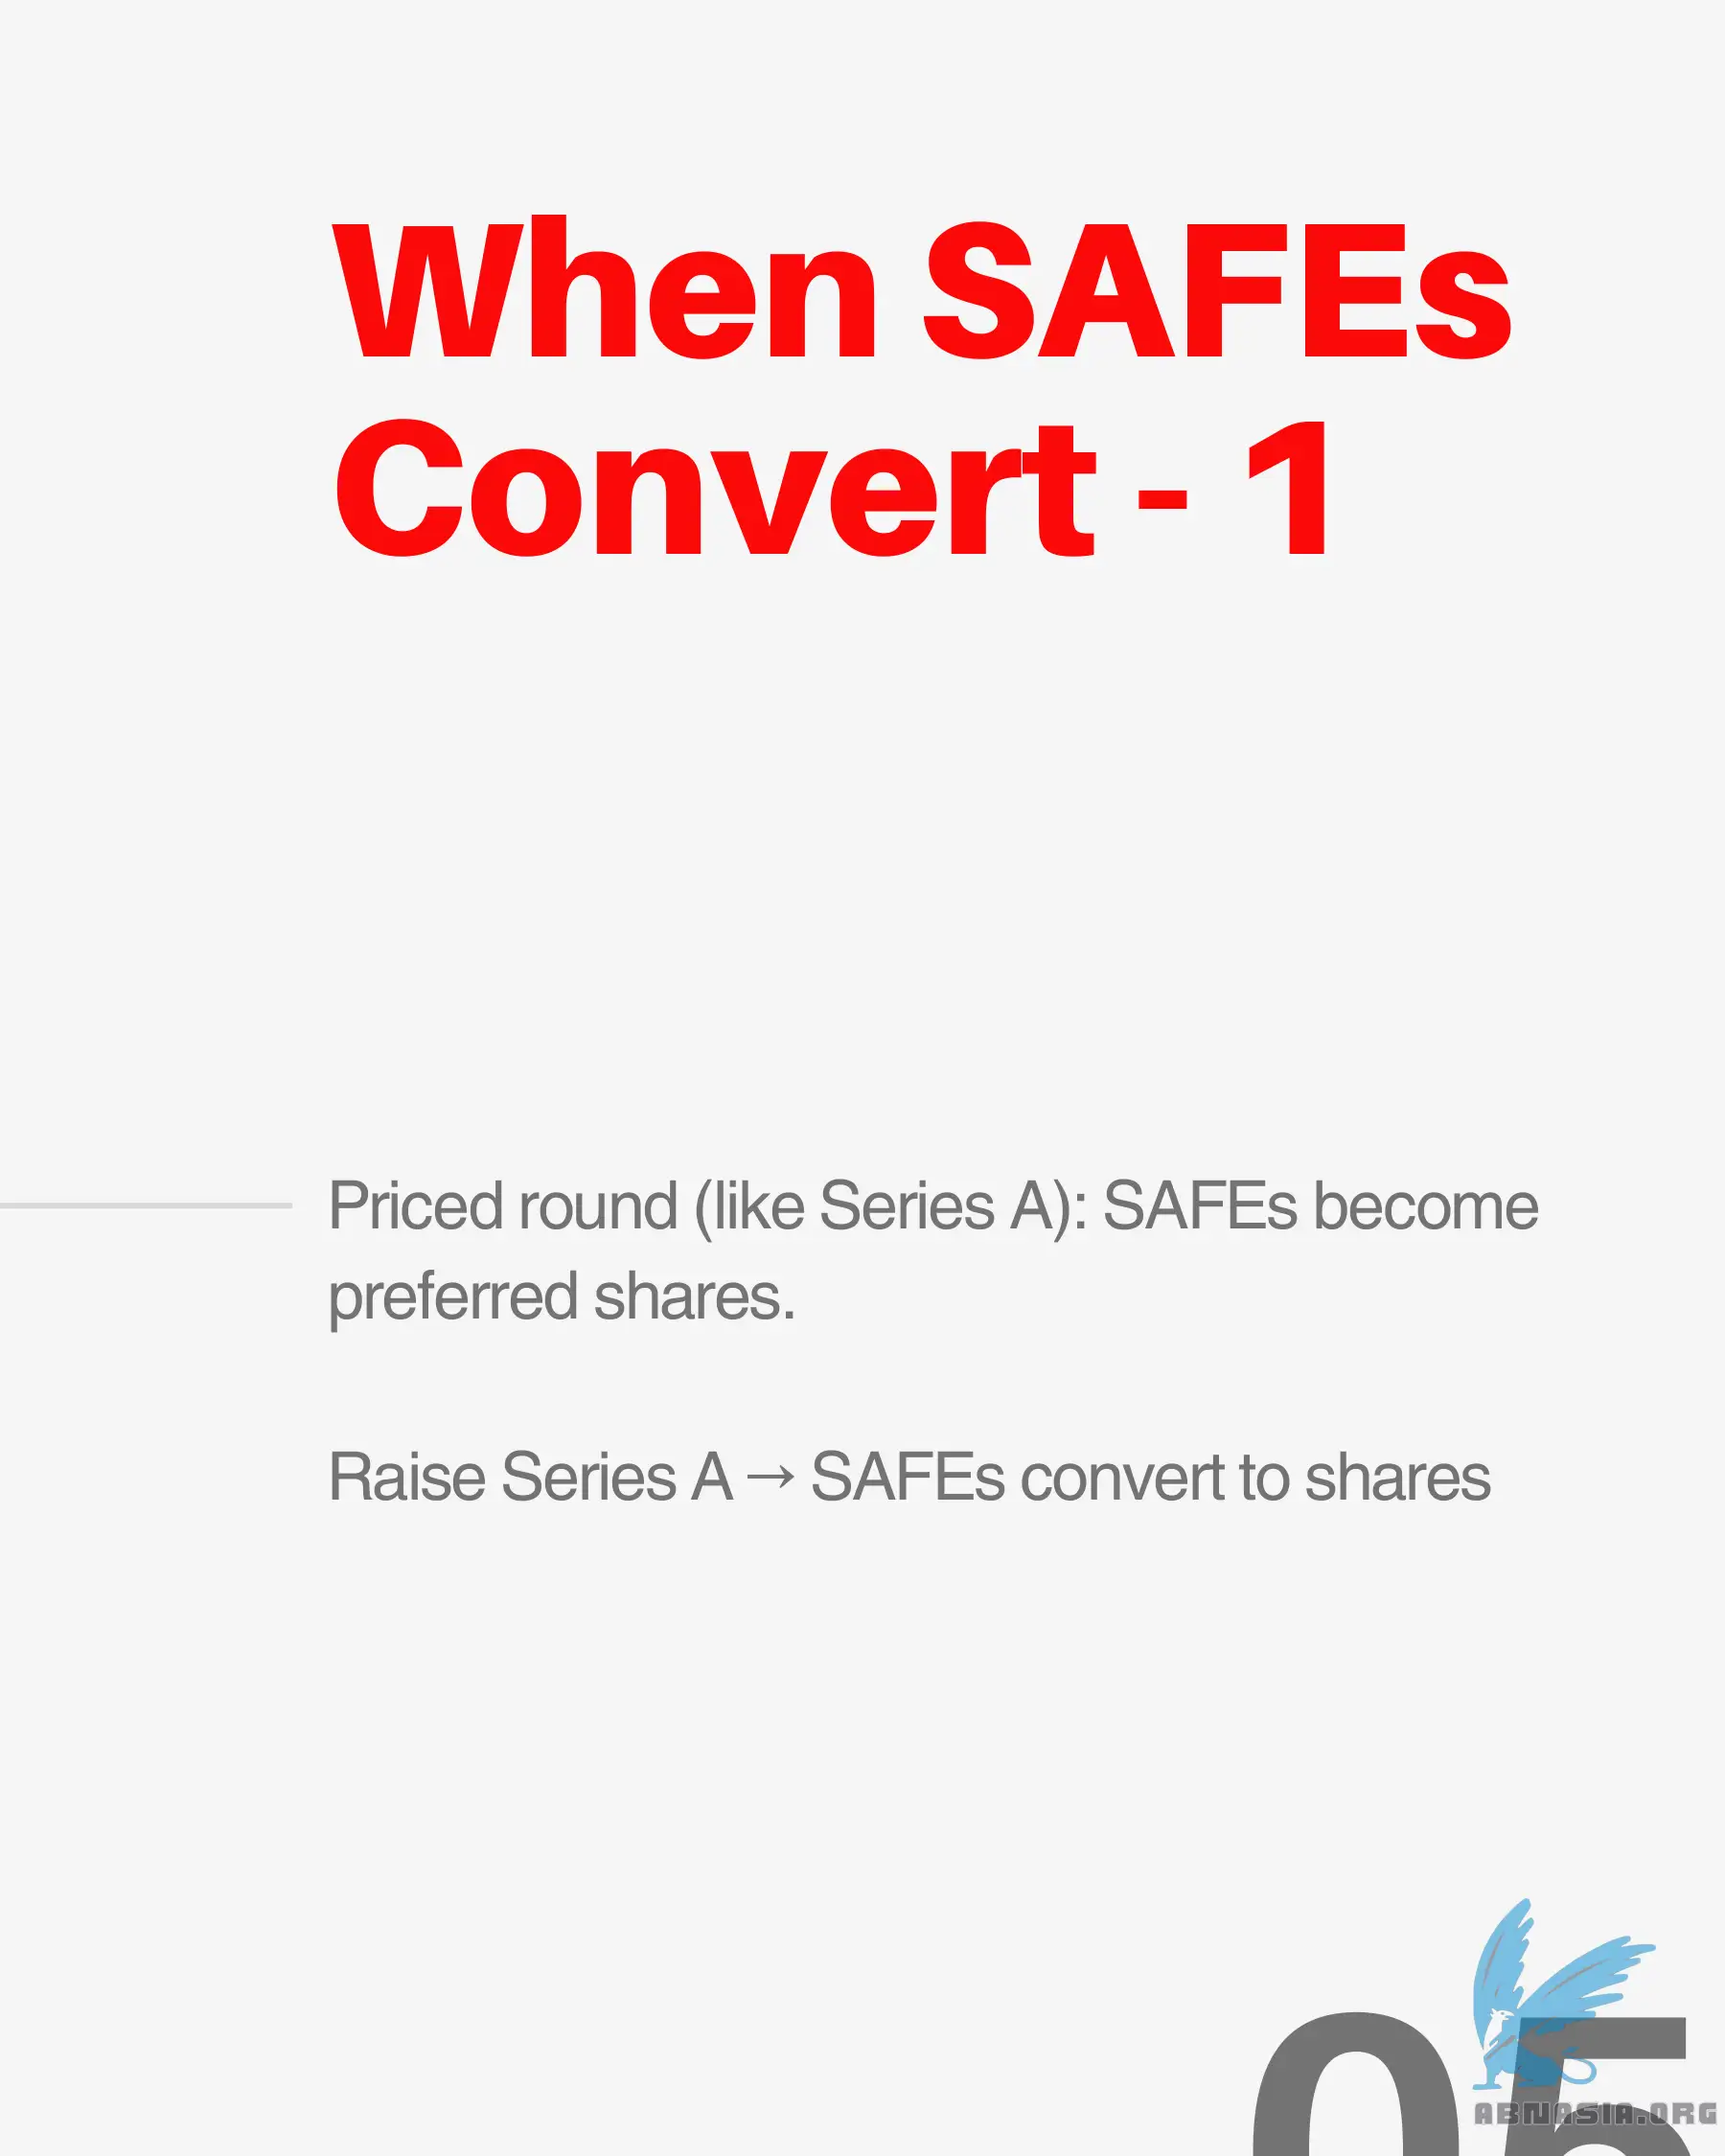 When SAFEs
Convert - 1
Priced round (like Series A): SAFEs become
preferred shares.
Raise Series A → SAFEs convert to shares
05
ABNASIA.ORG